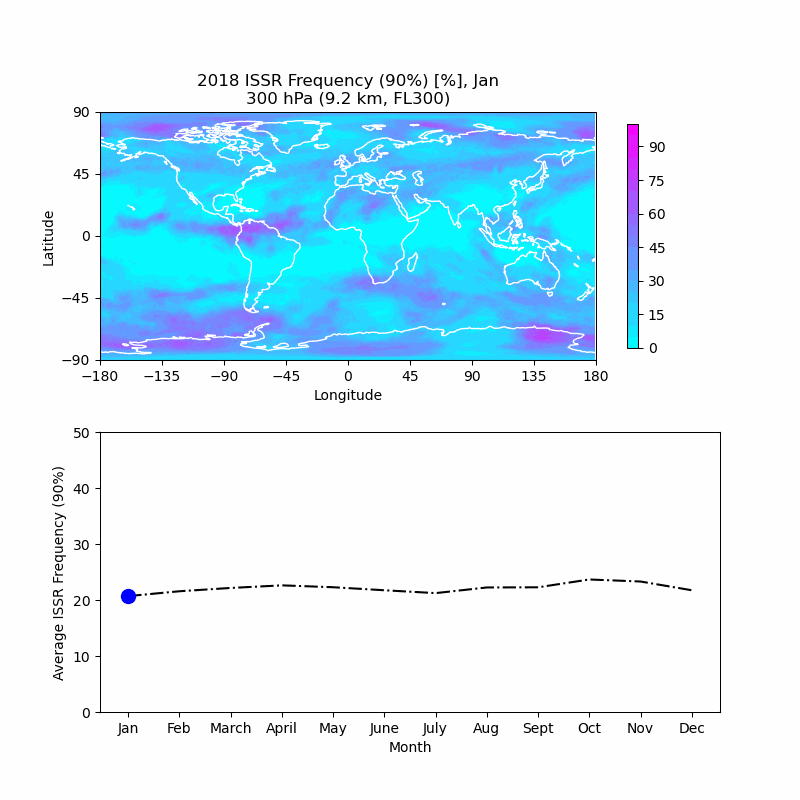 2018 ISSR Frequency (90%) [%], Jan
300 hPa (9.2 km, FL300)
90
45
0
−45
−90
Latitude
−180 −135 −90 −45 0 45 90 135 180
Longitude
90
75
60
45
30
15
0
50
40
30
20
10
0
Average ISSR Frequency (90%)
Jan Feb March April May June July Aug Sept Oct Nov Dec
Month